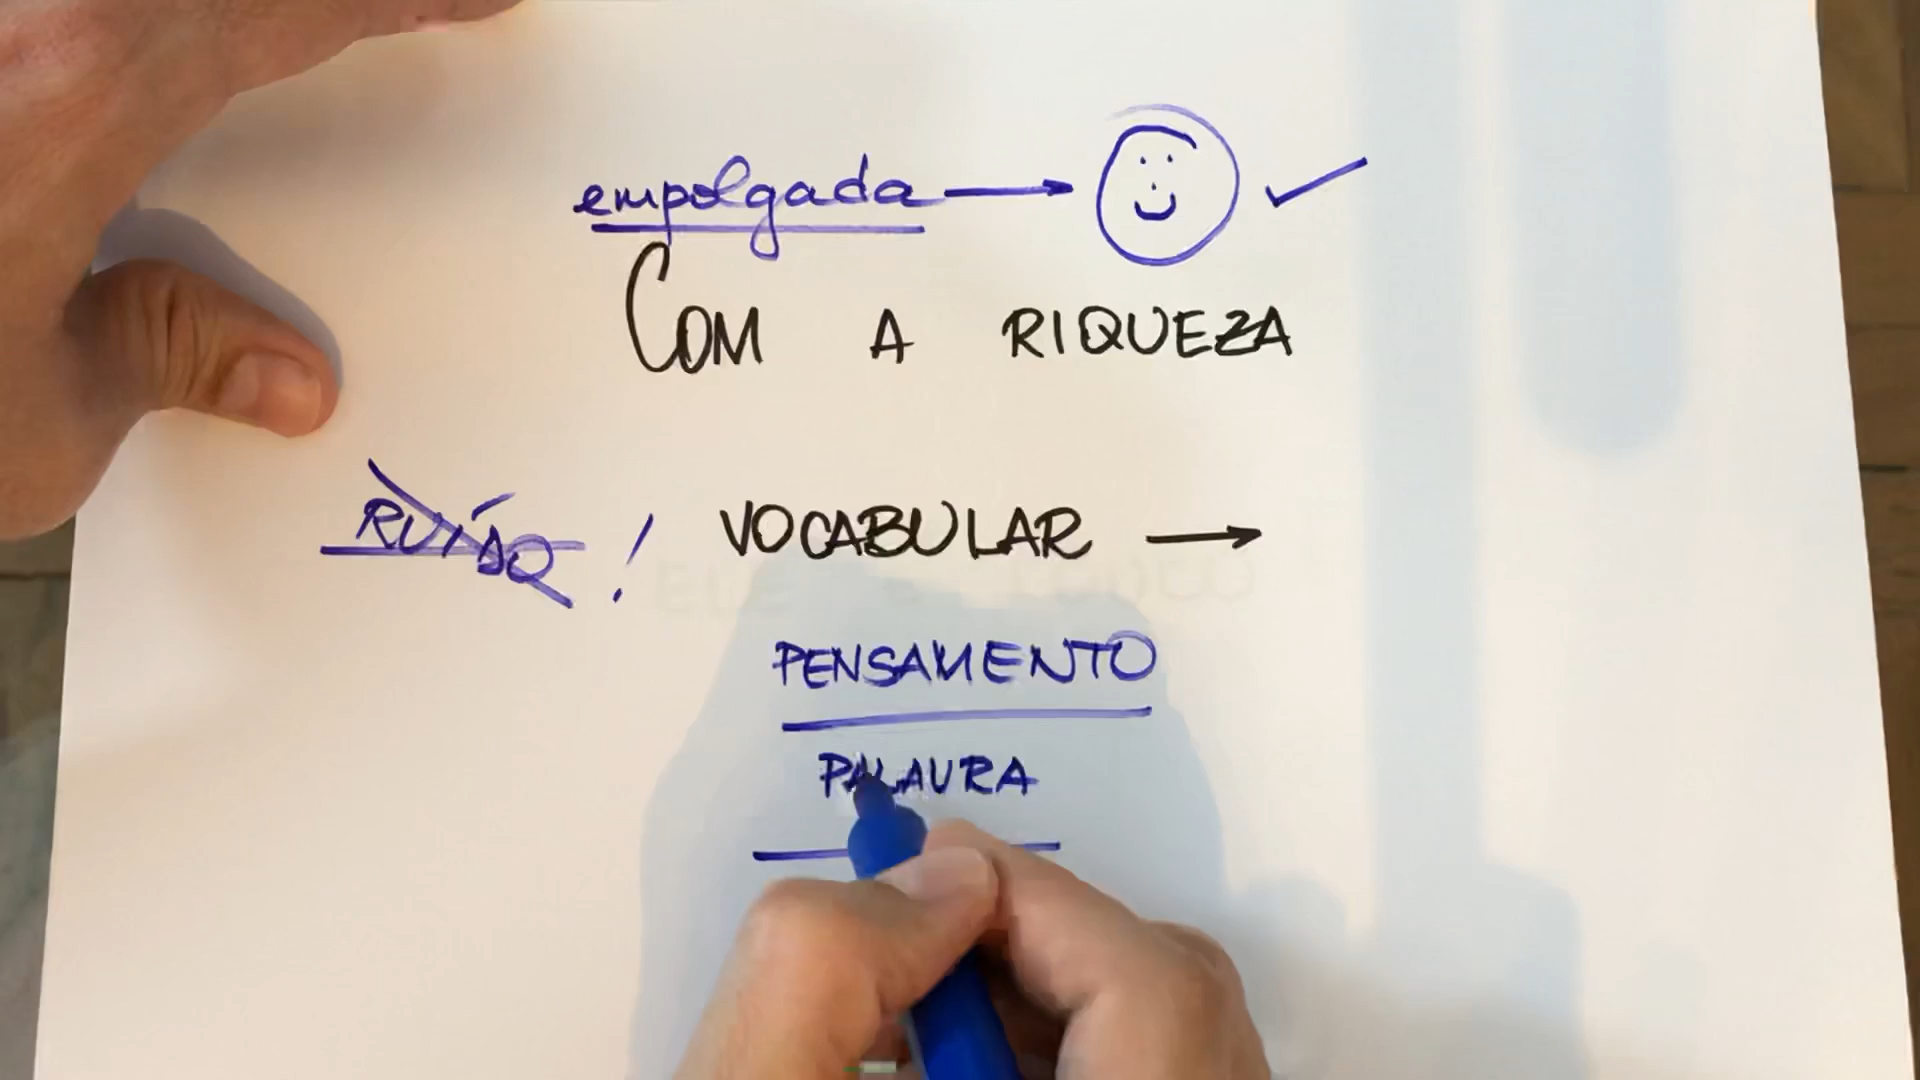 empolgada
COM A RIQUEZA
RUÍDO ! VOCABULAR
PENSAMENTO
PALAVRA